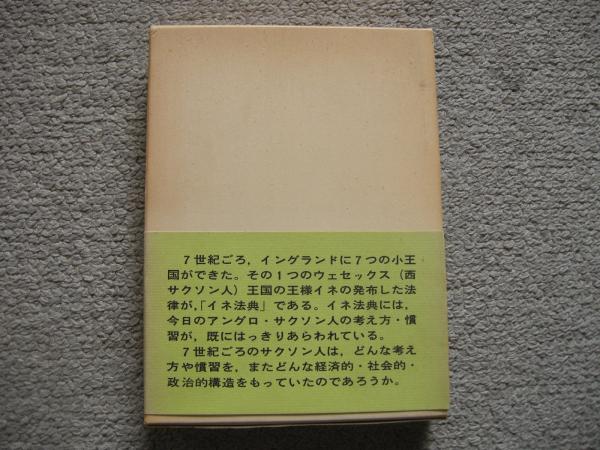 7世紀ごろ，イングランドに7つの小王
国ができた。その1つのウェセックス（西
サクソン人）王国の王様イネの発布した法
律が，「イネ法典」である。イネ法典には，
今日のアングロ・サクソン人の考え方・慣
習が，既にはっきりあらわれている。
7世紀ごろのサクソン人は，どんな考え
方や慣習を，またどんな経済的・社会的・
政治的構造をもっていたのであろうか。